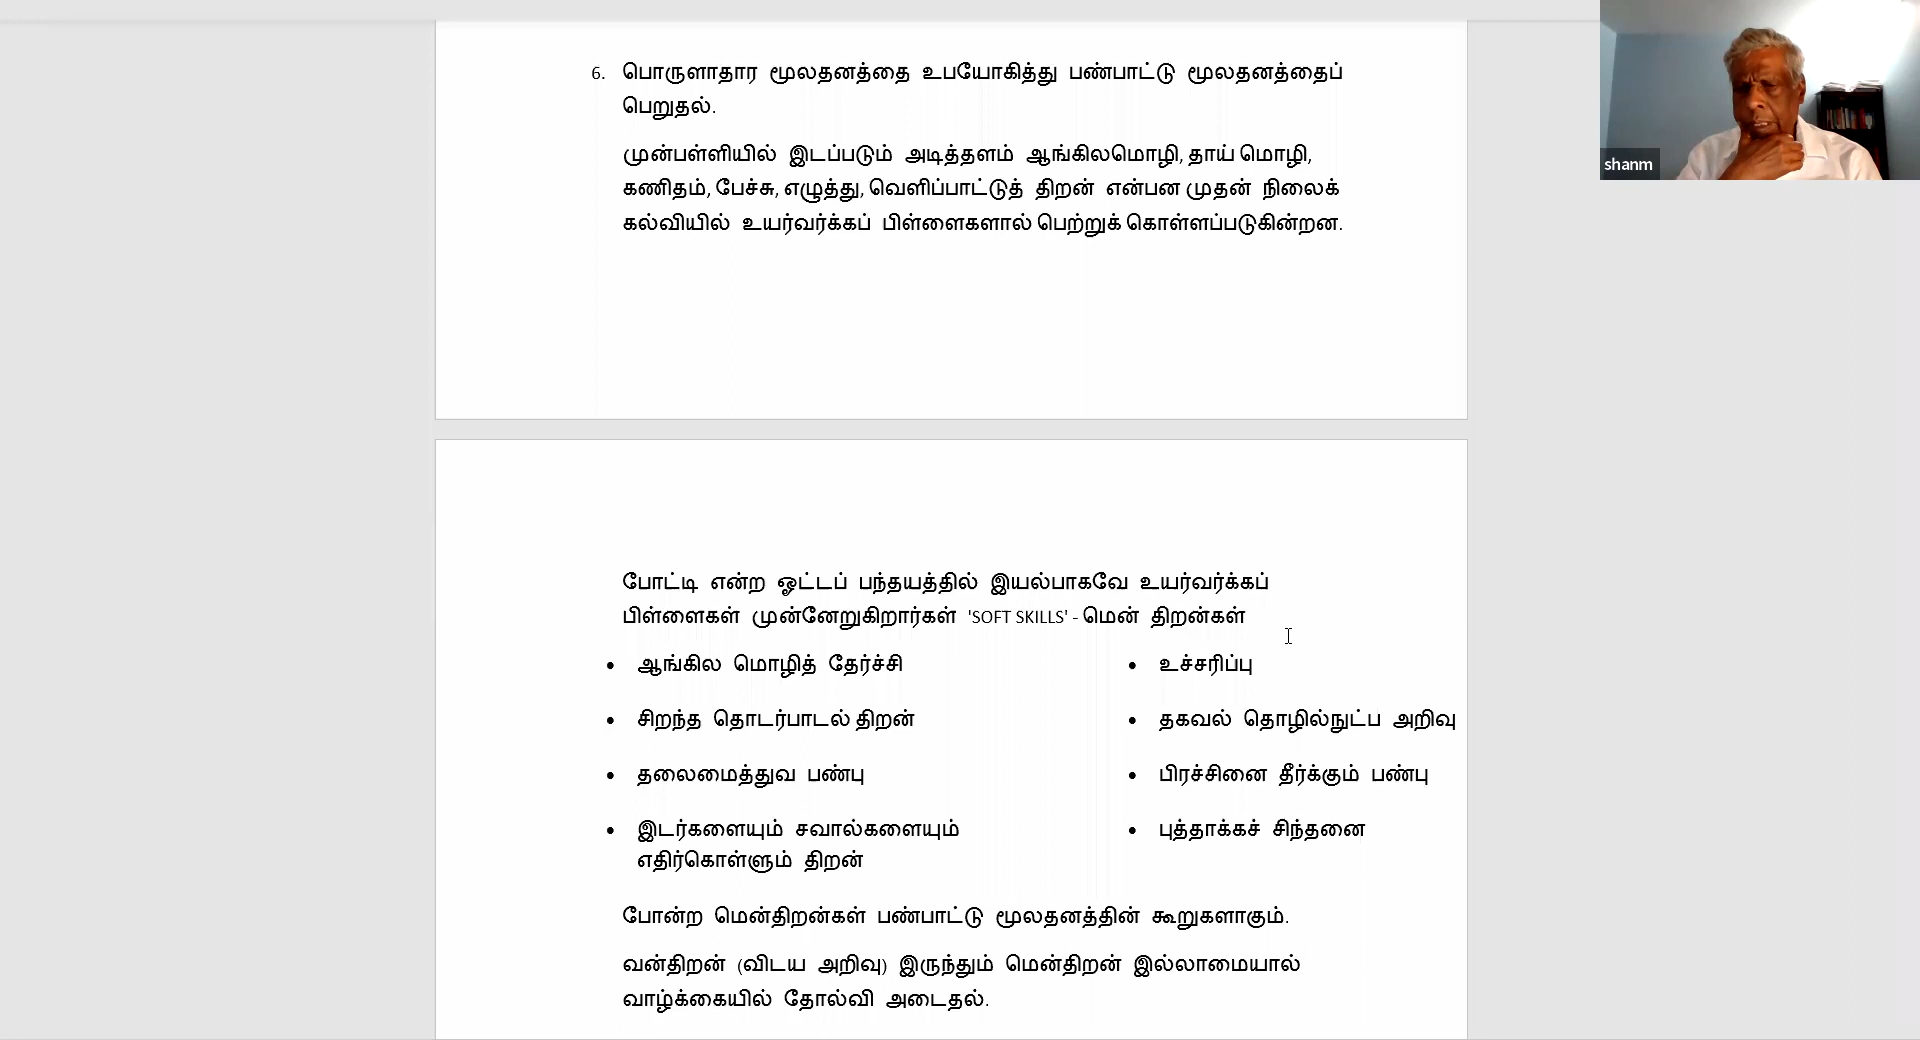 6. பொருளாதார மூலதனத்தை உபயோகித்து பண்பாட்டு மூலதனத்தைப்
பெறுதல்.
முன்பள்ளியில் இடப்படும் அடித்தளம் ஆங்கிலமொழி, தாய் மொழி,
கணிதம், பேச்சு, எழுத்து, வெளிப்பாட்டுத் திறன் என்பன முதன் நிலைக்
கல்வியில் உயர்வர்க்கப் பிள்ளைகளால் பெற்றுக் கொள்ளப்படுகின்றன.
shanm
போட்டி என்ற ஓட்டப் பந்தயத்தில் இயல்பாகவே உயர்வர்க்கப்
பிள்ளைகள் முன்னேறுகிறார்கள் 'SOFT SKILLS' - மென் திறன்கள்
• ஆங்கில மொழித் தேர்ச்சி
• சிறந்த தொடர்பாடல் திறன்
• தலைமைத்துவ பண்பு
• இடர்களையும் சவால்களையும்
எதிர்கொள்ளும் திறன்
• உச்சரிப்பு
• தகவல் தொழில்நுட்ப அறிவு
• பிரச்சினை தீர்க்கும் பண்பு
• புத்தாக்கச் சிந்தனை
போன்ற மென்திறன்கள் பண்பாட்டு மூலதனத்தின் கூறுகளாகும்.
வன்திறன் (விடய அறிவு) இருந்தும் மென்திறன் இல்லாமையால்
வாழ்க்கையில் தோல்வி அடைதல்.